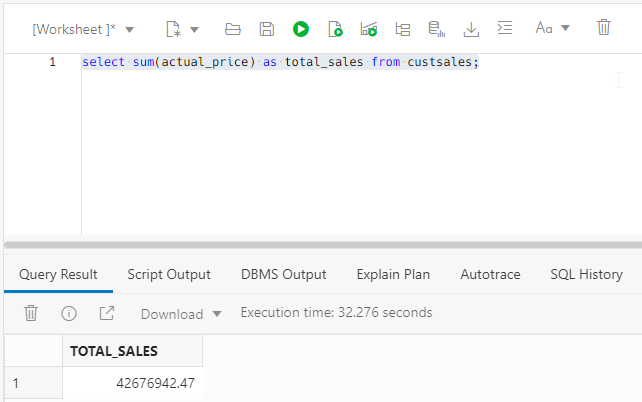 [Worksheet ]* Aa
1 select sum(actual_price) as total_sales from custsales;
Query Result Script Output DBMS Output Explain Plan Autotrace SQL History
Download Execution time: 32.276 seconds
TOTAL_SALES
1 42676942.47